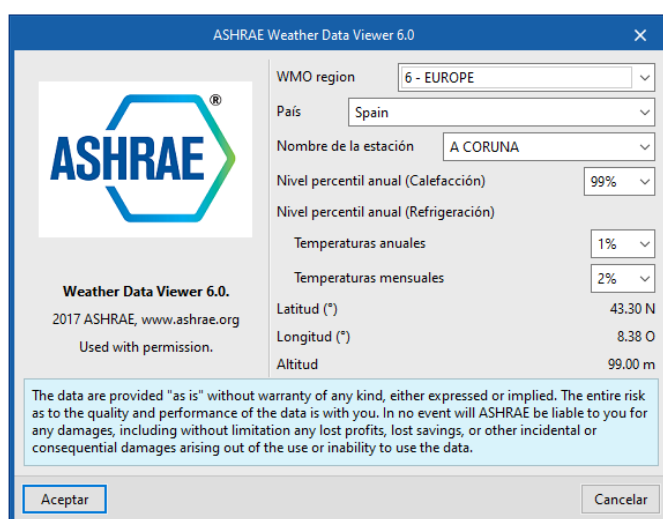 ASHRAE Weather Data Viewer 6.0
ASHRAE®
Weather Data Viewer 6.0.
2017 ASHRAE, www.ashrae.org
Used with permission.
WMO region 6 - EUROPE
País Spain
Nombre de la estación A CORUNA
Nivel percentil anual (Calefacción) 99%
Nivel percentil anual (Refrigeración)
Temperaturas anuales 1%
Temperaturas mensuales 2%
Latitud (°) 43.30 N
Longitud (°) 8.38 O
Altitud 99.00 m
The data are provided "as is" without warranty of any kind, either expressed or implied. The entire risk
as to the quality and performance of the data is with you. In no event will ASHRAE be liable to you for
any damages, including without limitation any lost profits, lost savings, or other incidental or
consequential damages arising out of the use or inability to use the data.
Aceptar
Cancelar